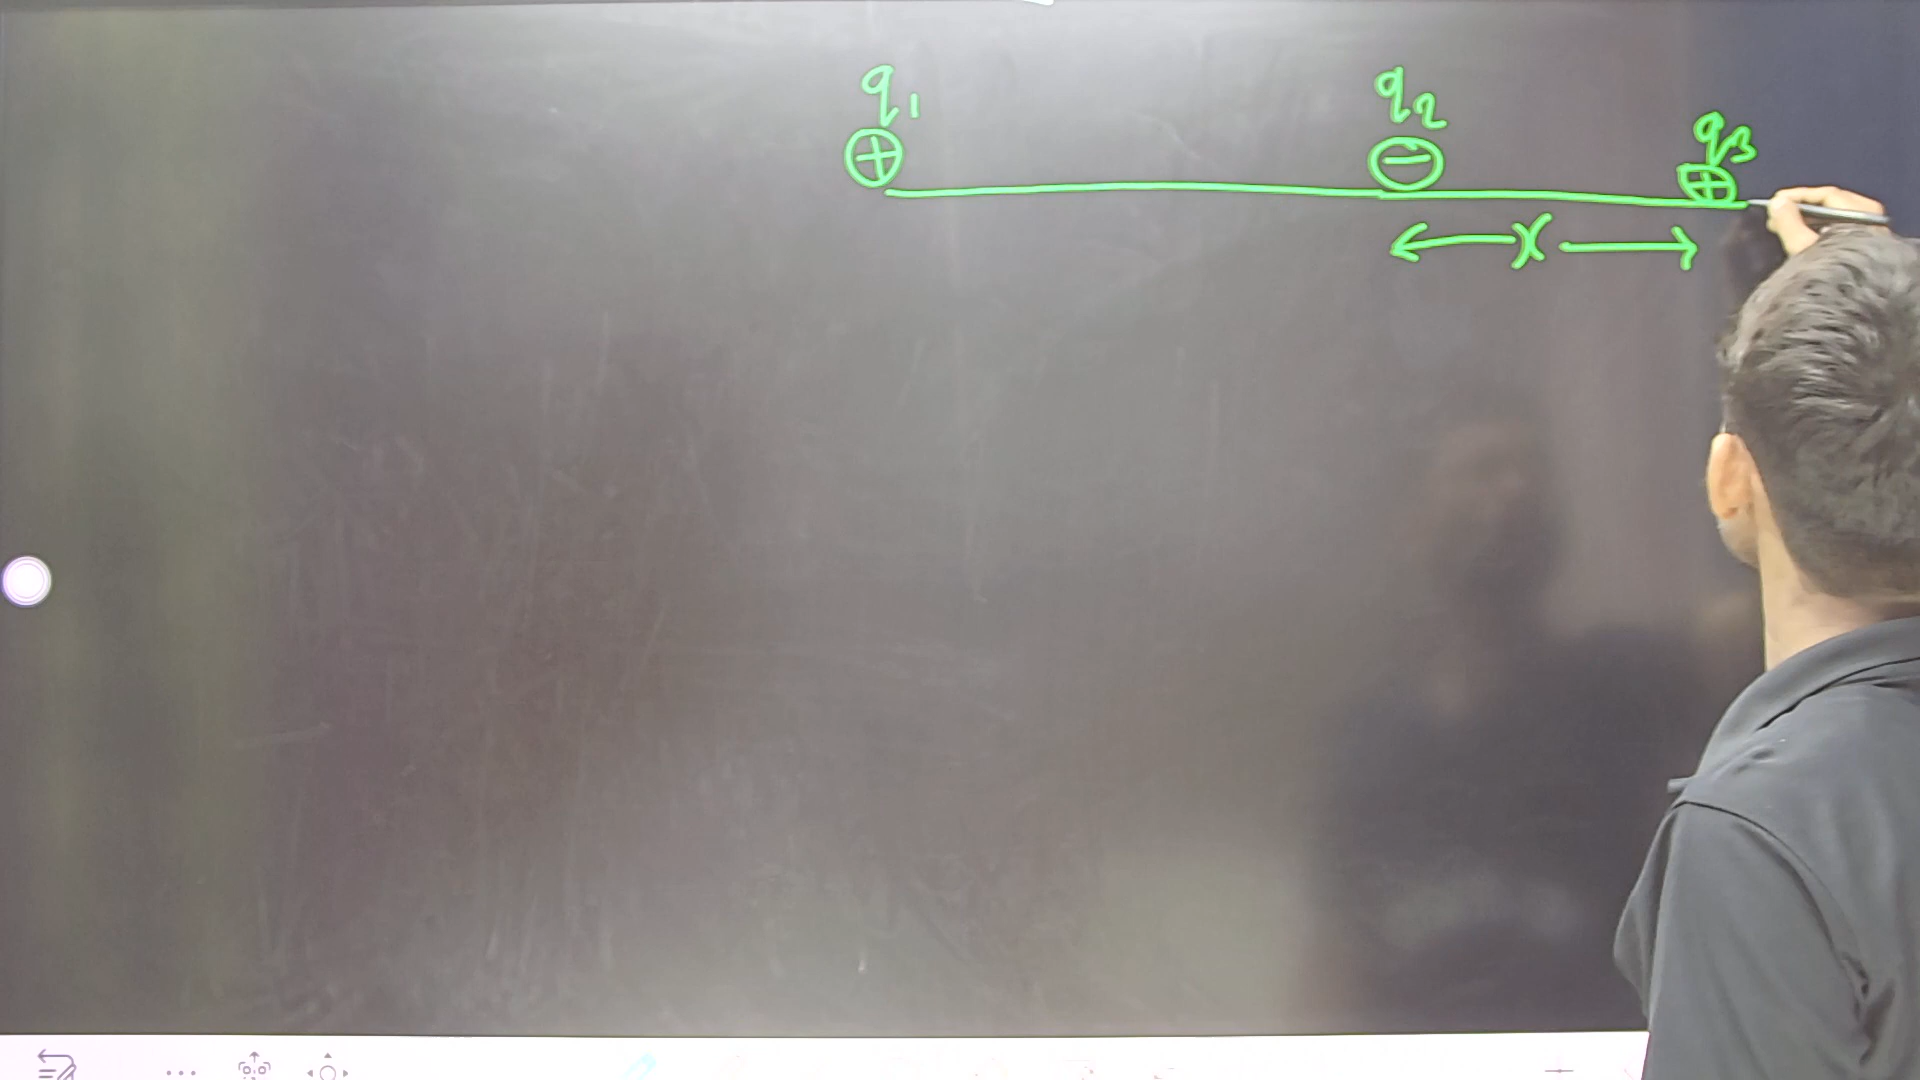 q1 q2 q3
⊕ ⊖ ⊕
← x →